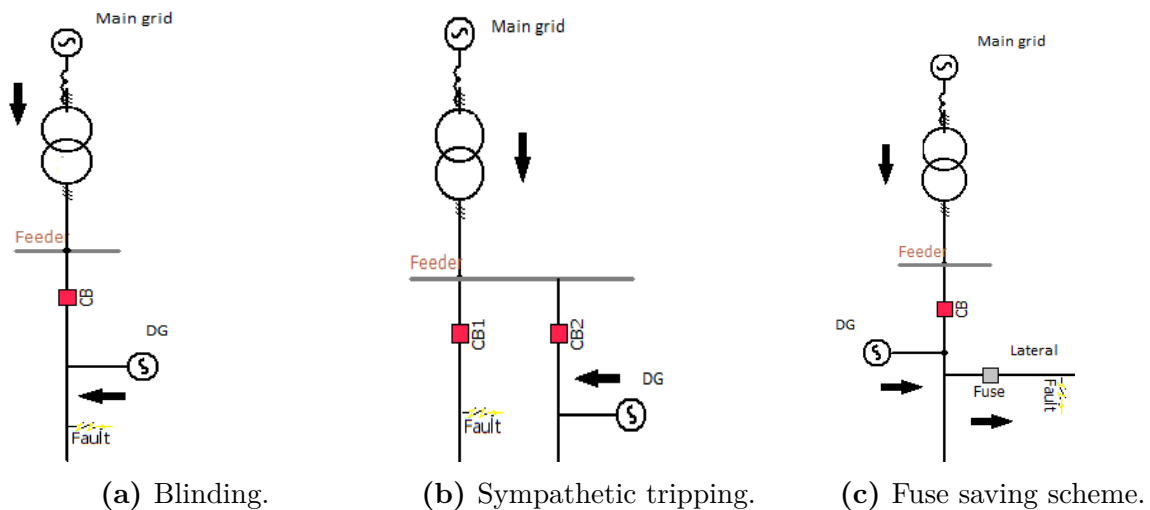 Main grid
Feeder
CB
DG
Fault
(a) Blinding.
Main grid
Feeder
CB1
CB2
DG
Fault
(b) Sympathetic tripping.
Main grid
Feeder
CB
DG
Lateral
Fuse
Fault
(c) Fuse saving scheme.